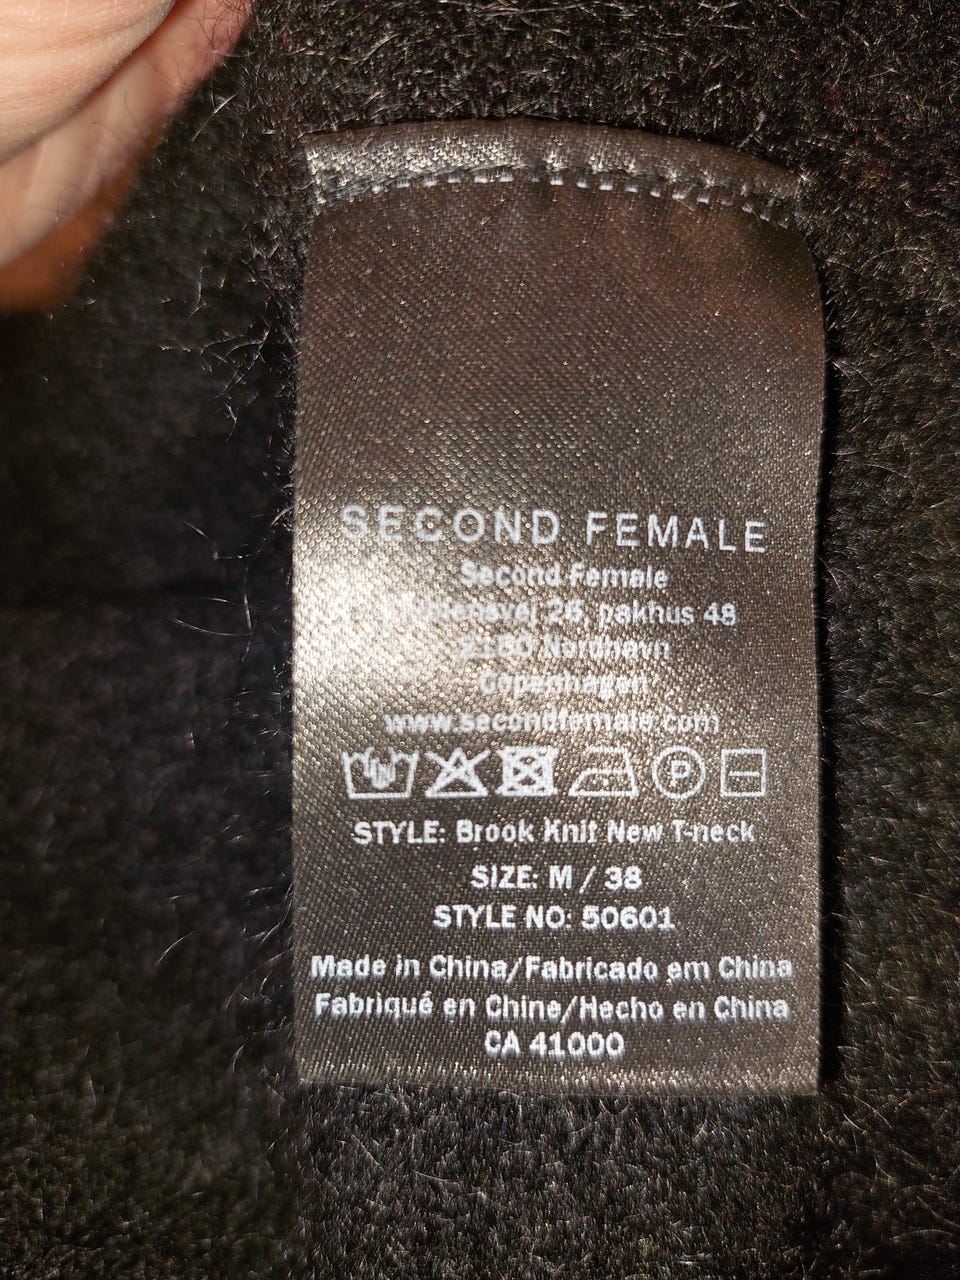 SECOND FEMALE
Second Female
26, pakhus 48
2150 Nordhavn
Copenhagen
www.secondfemale.com
P
STYLE: Brook Knit New T-neck
SIZE: M / 38
STYLE NO: 50601
Made in China/Fabricado em China
Fabriqué en Chine/Hecho en China
CA 41000